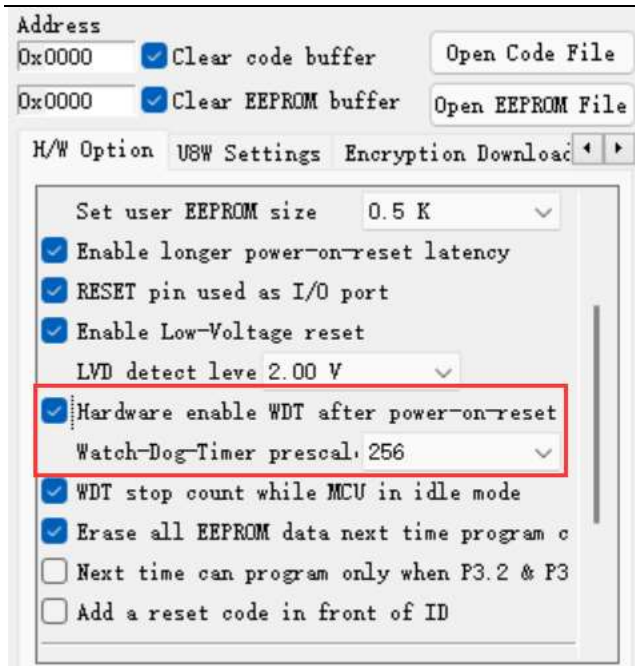 Address
0x0000 Clear code buffer Open Code File
0x0000 Clear EEPROM buffer Open EEPROM File
H/W Option U8W Settings Encryption Download
Set user EEPROM size 0.5 K
Enable longer power-on-reset latency
RESET pin used as I/O port
Enable Low-Voltage reset
LVD detect leve 2.00 V
Hardware enable WDT after power-on-reset
Watch-Dog-Timer prescal 256
WDT stop count while MCU in idle mode
Erase all EEPROM data next time program c
Next time can program only when P3.2 & P3
Add a reset code in front of ID